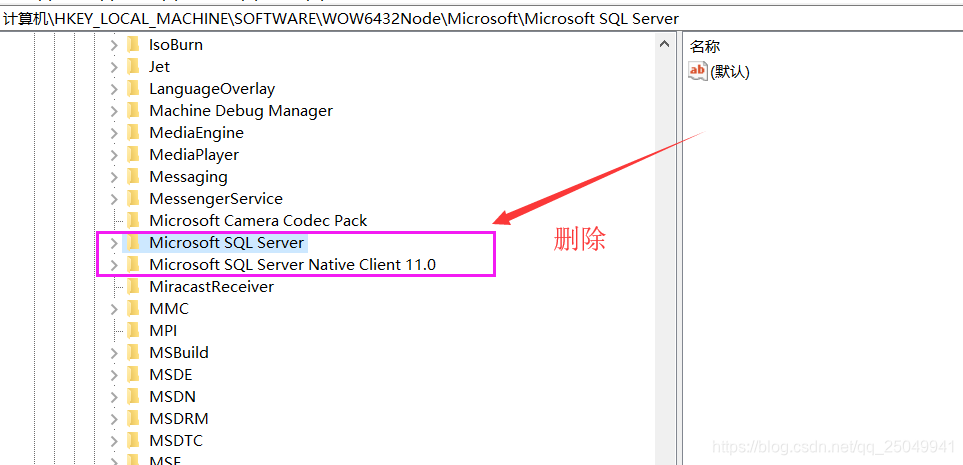 计算机\HKEY_LOCAL_MACHINE\SOFTWARE\WOW6432Node\Microsoft\Microsoft SQL Server
IsoBurn
Jet
LanguageOverlay
Machine Debug Manager
MediaEngine
MediaPlayer
Messaging
MessengerService
Microsoft Camera Codec Pack
Microsoft SQL Server
Microsoft SQL Server Native Client 11.0
MiracastReceiver
MMC
MPI
MSBuild
MSDE
MSDN
MSDRM
MSDTC
MSF
名称
ab (默认)
删除
https://blog.csdn.net/qq_25049941